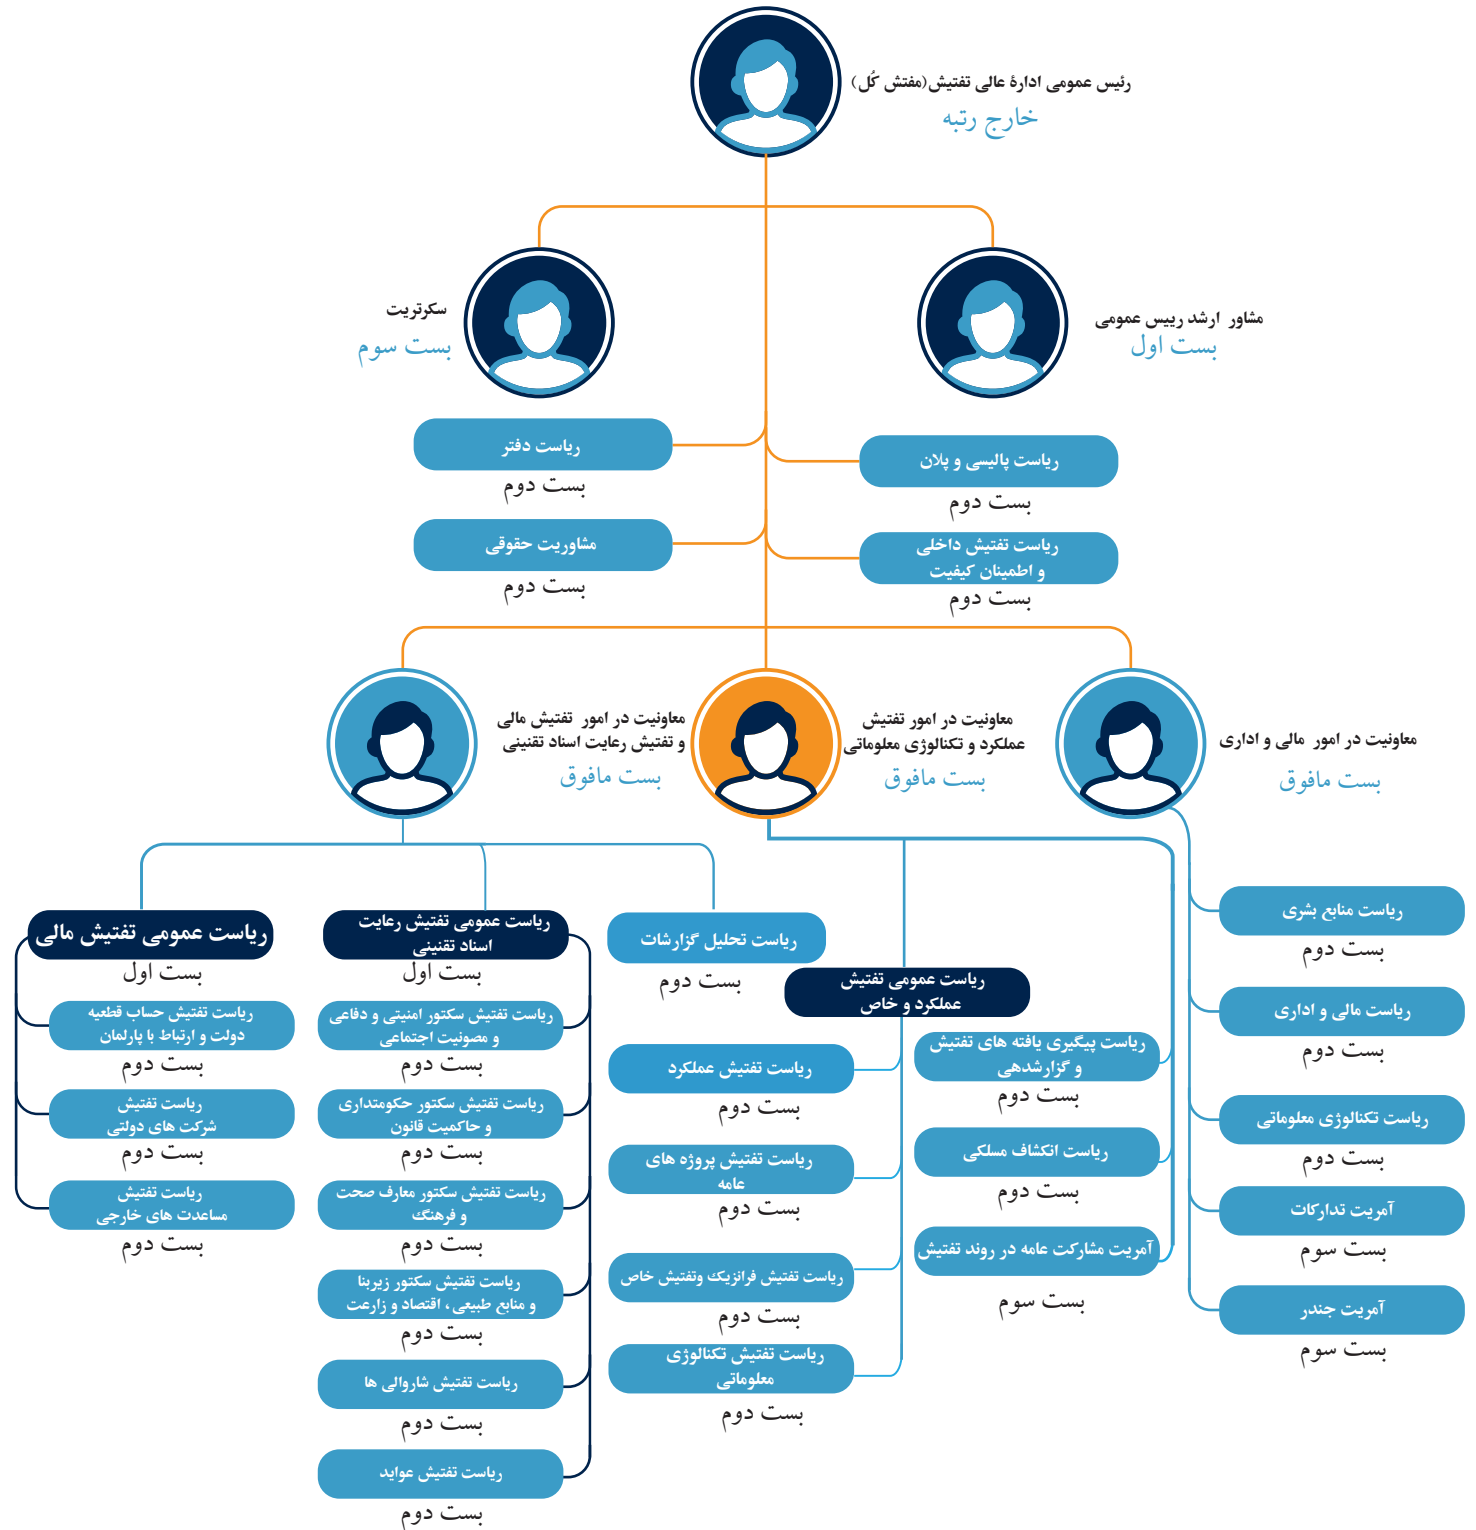 رئیس عمومی ادارهٔ عالی تفتیش(مفتش کُل)
خارج رتبه
مشاور ارشد رییس عمومی
بست اول
سکرتریت
بست سوم
ریاست پالیسی و پلان
بست دوم
ریاست دفتر
بست دوم
ریاست تفتیش داخلی
و اطمینان کیفیت
بست دوم
مشاوریت حقوقی
بست دوم
معاونیت در امور مالی و اداری
بست مافوق
معاونیت در امور تفتیش
عملکرد و تکنالوژی معلوماتی
بست مافوق
معاونیت در امور تفتیش مالی
و تفتیش رعایت اسناد تقنینی
بست مافوق
ریاست منابع بشری
بست دوم
ریاست مالی و اداری
بست دوم
ریاست تکنالوژی معلوماتی
بست دوم
آمریت تدارکات
بست سوم
آمریت جندر
بست سوم
ریاست پیگیری یافته های تفتیش
و گزارشدهی
بست دوم
ریاست انکشاف مسلکی
بست دوم
آمریت مشارکت عامه در روند تفتیش
بست سوم
ریاست عمومی تفتیش
عملکرد و خاص
ریاست تفتیش عملکرد
بست دوم
ریاست تفتیش پروژه های
عامه
بست دوم
ریاست تفتیش فرانزیک وتفتیش خاص
بست دوم
ریاست تفتیش تکنالوژی
معلوماتی
بست دوم
ریاست تحلیل گزارشات
بست دوم
ریاست عمومی تفتیش رعایت
اسناد تقنینی
بست اول
ریاست تفتیش سکتور امنیتی و دفاعی
و مصونیت اجتماعی
بست دوم
ریاست تفتیش سکتور حکومتداری
و حاکمیت قانون
بست دوم
ریاست تفتیش سکتور معارف صحت
و فرهنگ
بست دوم
ریاست تفتیش سکتور زیربنا
و منابع طبیعی، اقتصاد و زارعت
بست دوم
ریاست تفتیش شاروالی ها
بست دوم
ریاست تفتیش عواید
بست دوم
ریاست عمومی تفتیش مالی
بست اول
ریاست تفتیش حساب قطعیه
دولت و ارتباط با پارلمان
بست دوم
ریاست تفتیش
شرکت های دولتی
بست دوم
ریاست تفتیش
مساعدت های خارجی
بست دوم